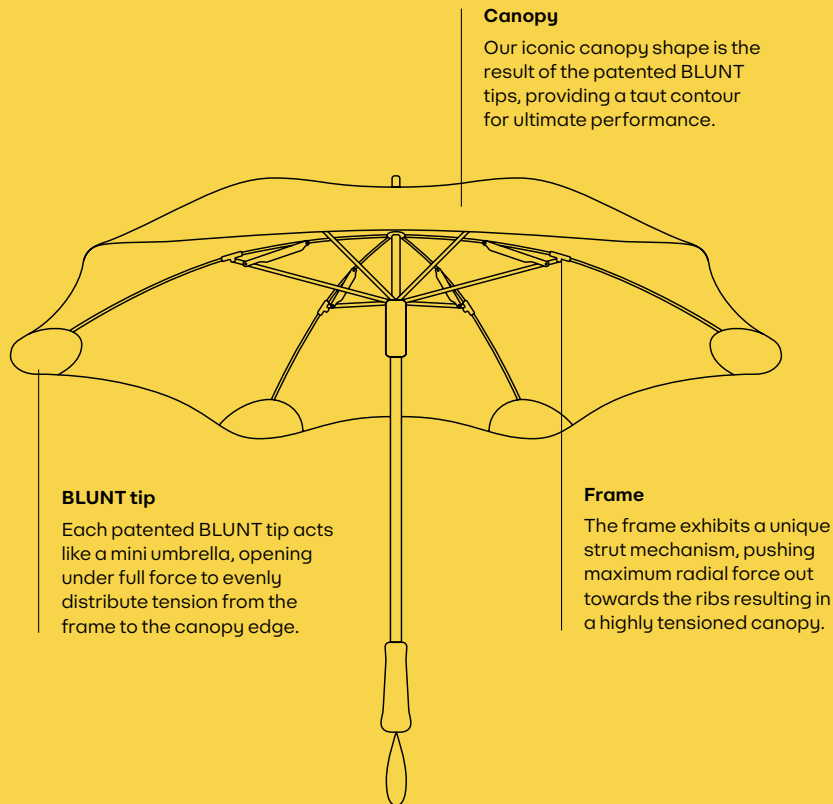 Canopy
Our iconic canopy shape is the
result of the patented BLUNT
tips, providing a taut contour
for ultimate performance.
BLUNT tip
Each patented BLUNT tip acts
like a mini umbrella, opening
under full force to evenly
distribute tension from the
frame to the canopy edge.
Frame
The frame exhibits a unique
strut mechanism, pushing
maximum radial force out
towards the ribs resulting in
a highly tensioned canopy.